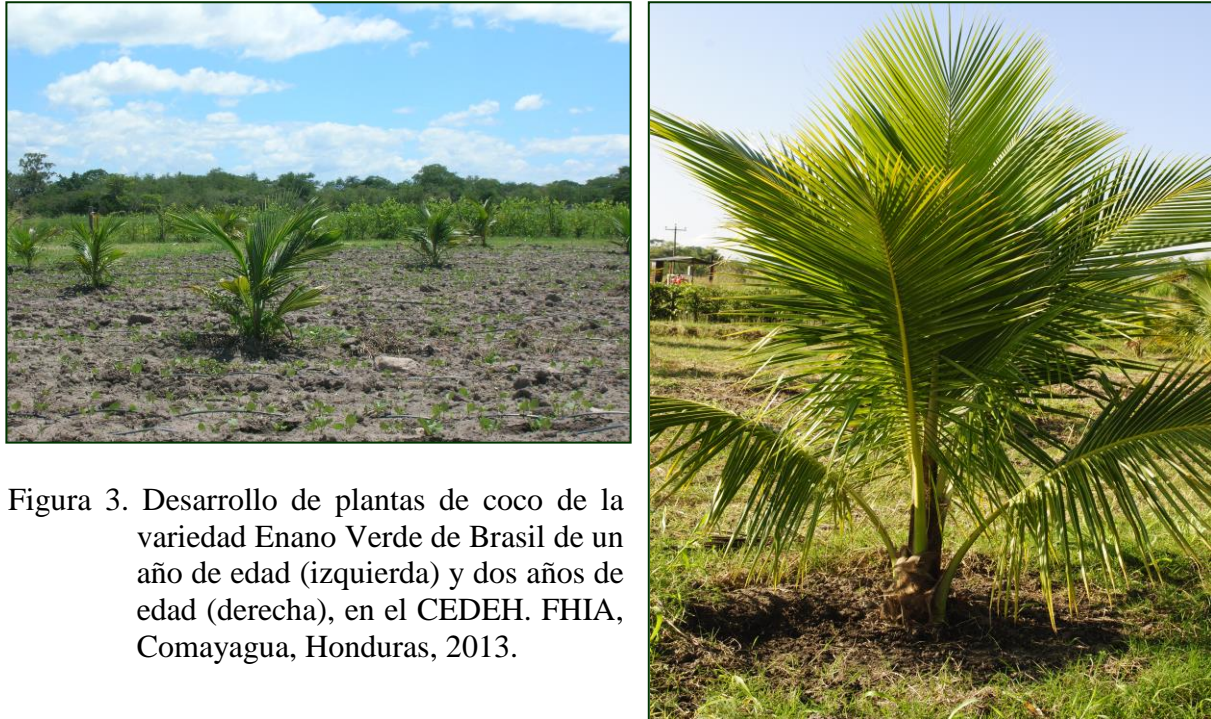 Figura 3. Desarrollo de plantas de coco de la
variedad Enano Verde de Brasil de un
año de edad (izquierda) y dos años de
edad (derecha), en el CEDEH. FHIA,
Comayagua, Honduras, 2013.